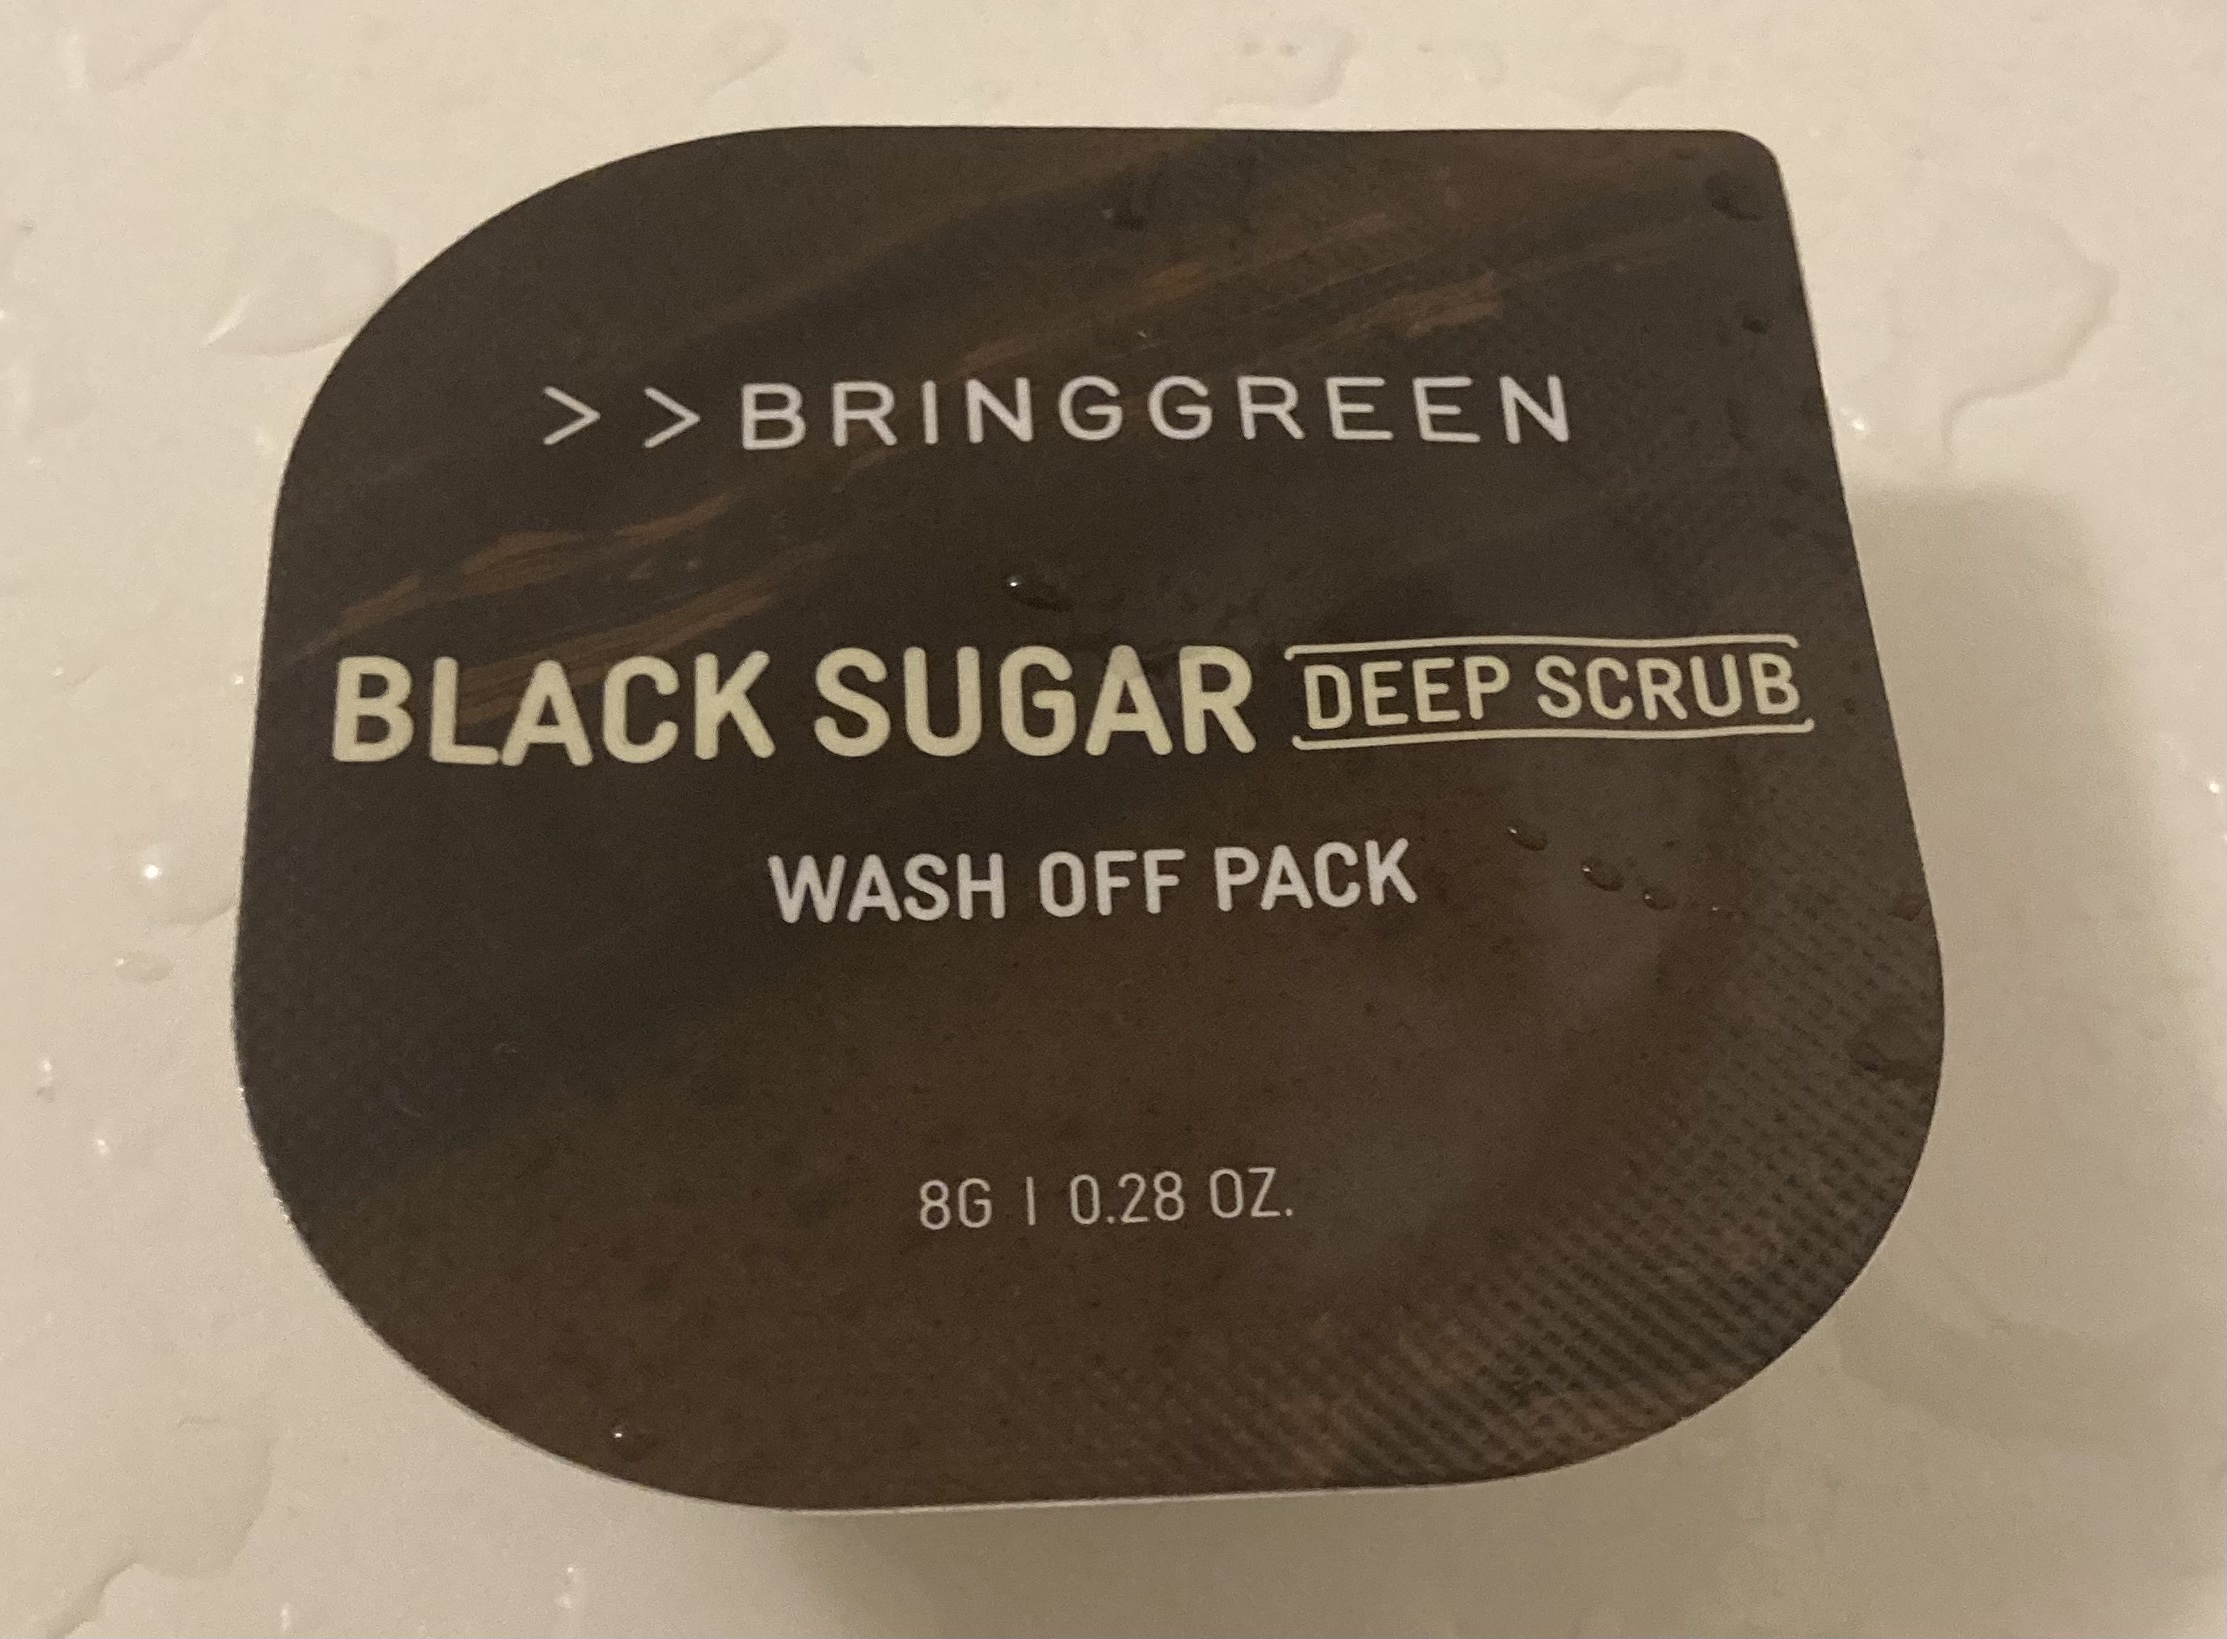 >>BRINGGREEN
BLACK SUGAR DEEP SCRUB
WASH OFF PACK
8G | 0.28 OZ.